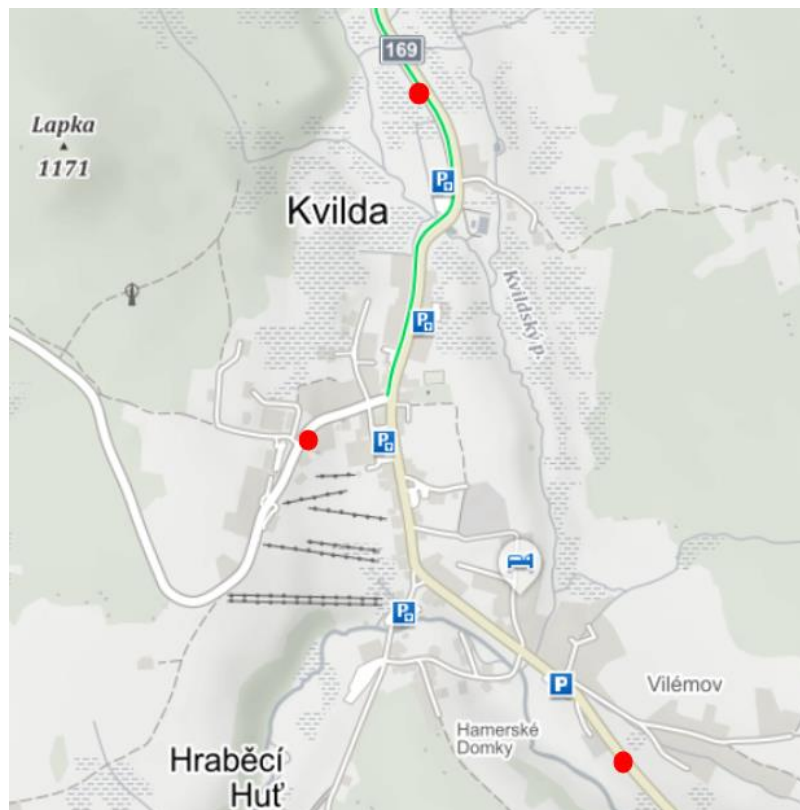 169
Lapka
1171
P
Kvilda
Kvildský p.
P
P
P
P
Vilémov
Hamerské
Domky
Hraběcí
Huť